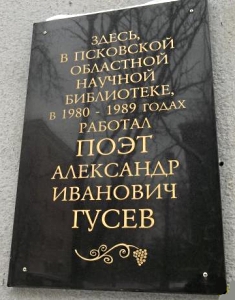 ЗДЕСЬ,
В ПСКОВСКОЙ
ОБЛАСТНОЙ
НАУЧНОЙ
БИБЛИОТЕКЕ,
В 1980 - 1989 ГОДАХ
РАБОТАЛ
ПОЭТ
АЛЕКСАНДР
ИВАНОВИЧ
ГУСЕВ